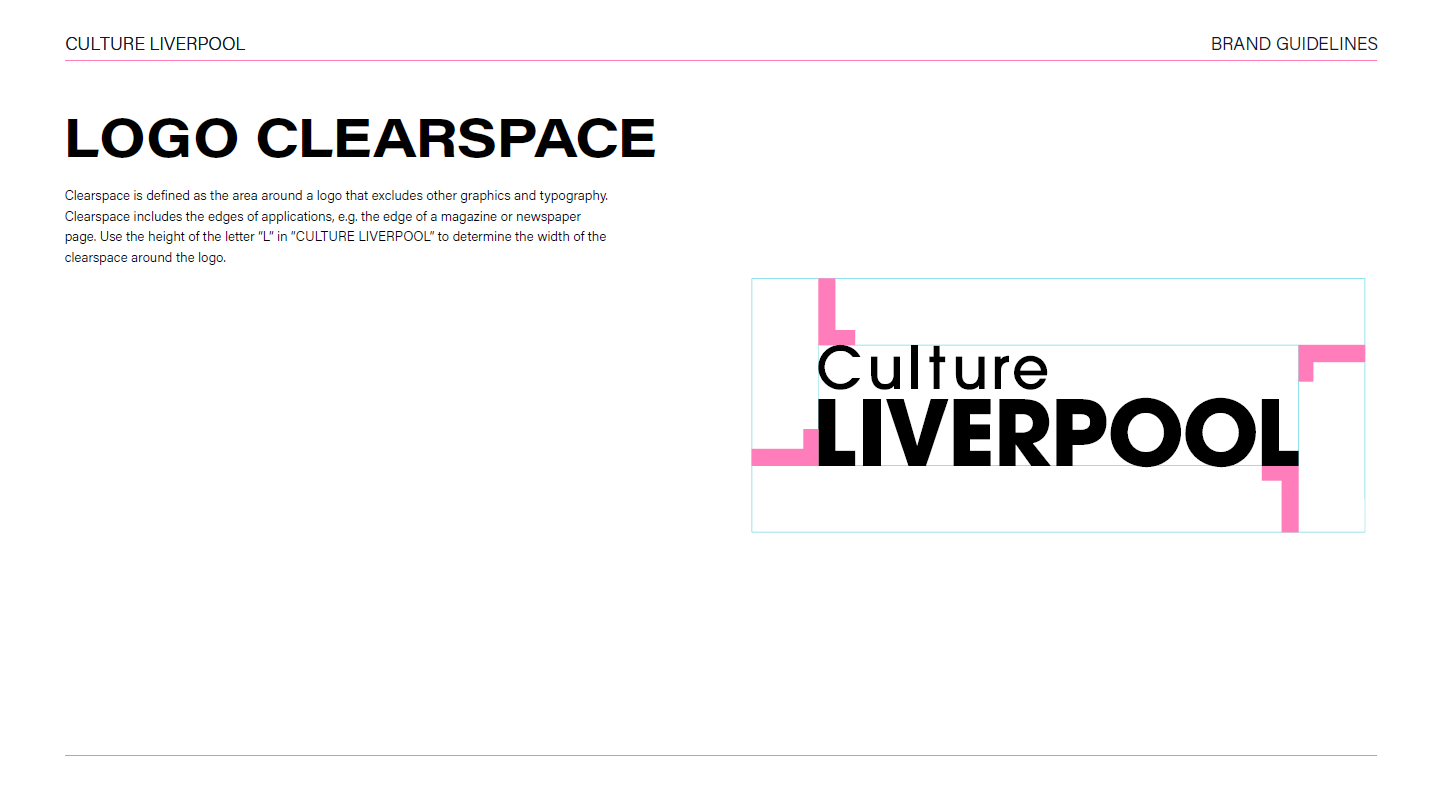 CULTURE LIVERPOOL
BRAND GUIDELINES
LOGO CLEARSPACE
Clearspace is defined as the area around a logo that excludes other graphics and typography.
Clearspace includes the edges of applications, e.g. the edge of a magazine or newspaper
page. Use the height of the letter “L” in ”CULTURE LIVERPOOL” to determine the width of the
clearspace around the logo.
Culture
LIVERPOOL